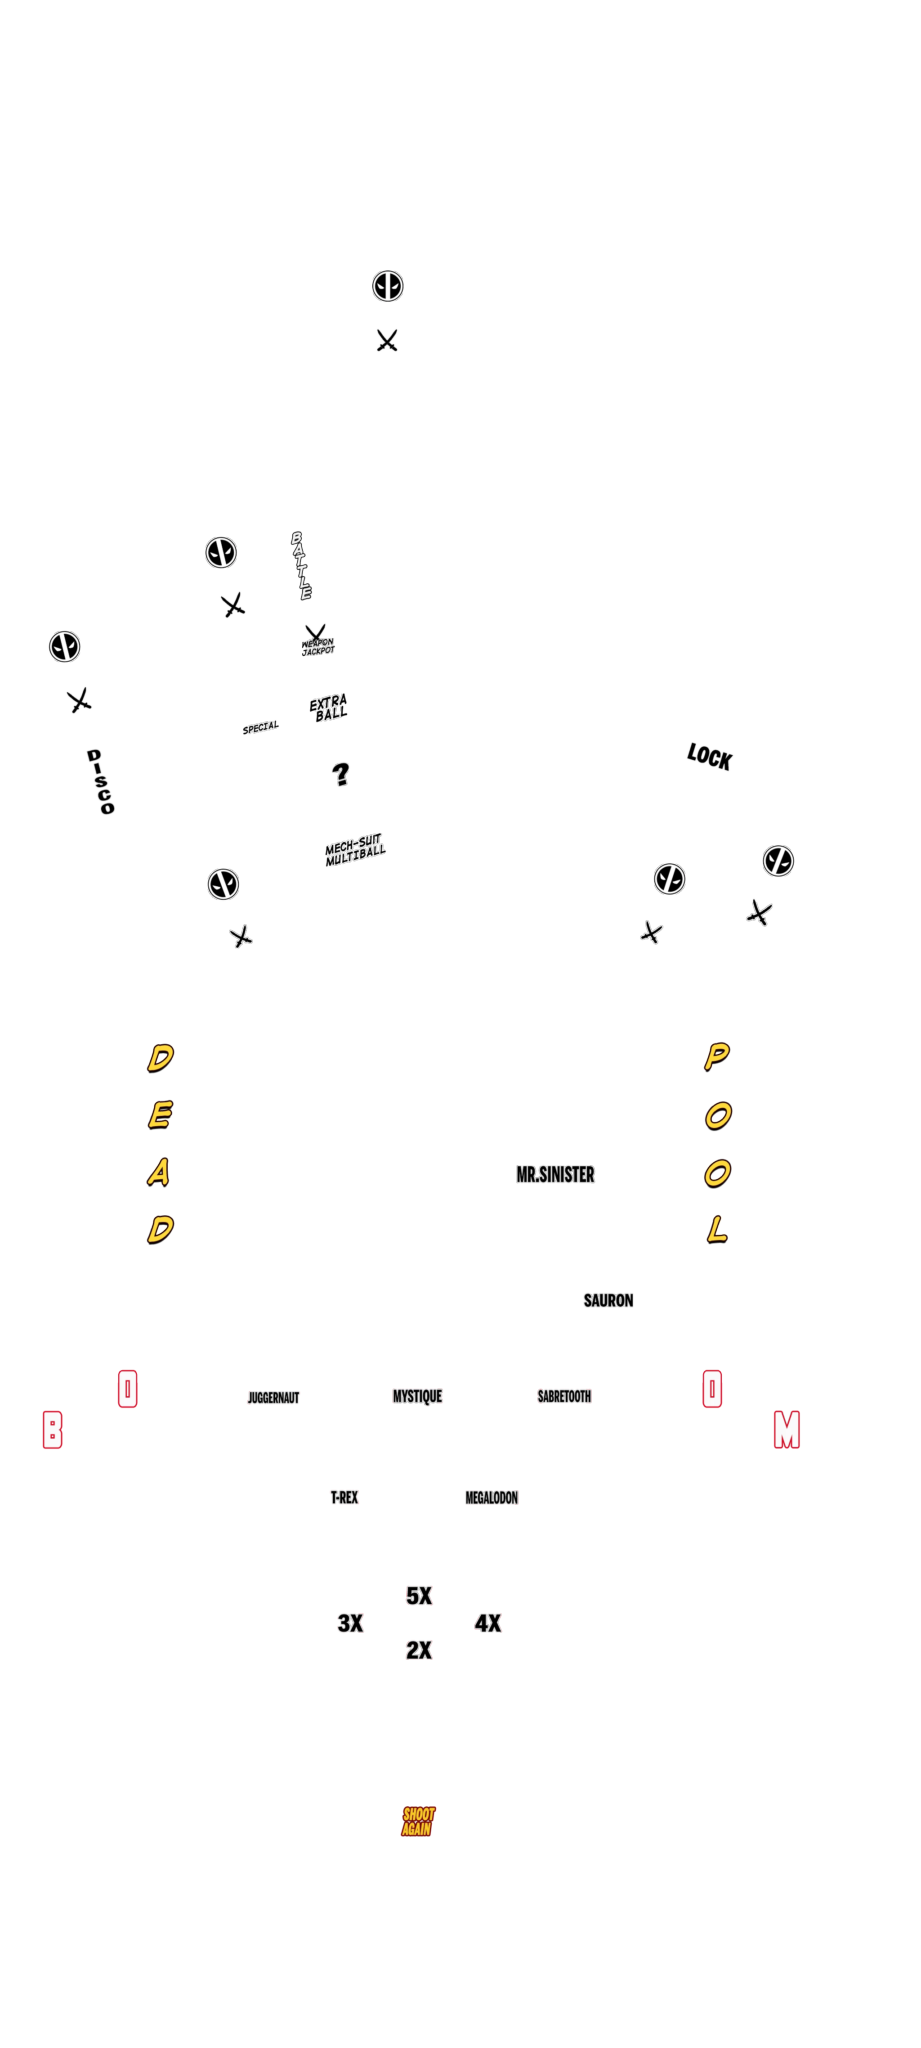 BATTLE
WEAPON
JACKPOT
EXTRA
BALL
SPECIAL
LOCK
DISCO
?
MECH-SUIT
MULTIBALL
D
P
E
O
A
O
D
L
MR.SINISTER
SAURON
B
O
O
M
JUGGERNAUT
MYSTIQUE
SABRETOOTH
T-REX
MEGALODON
5X
3X
4X
2X
SHOOT
AGAIN